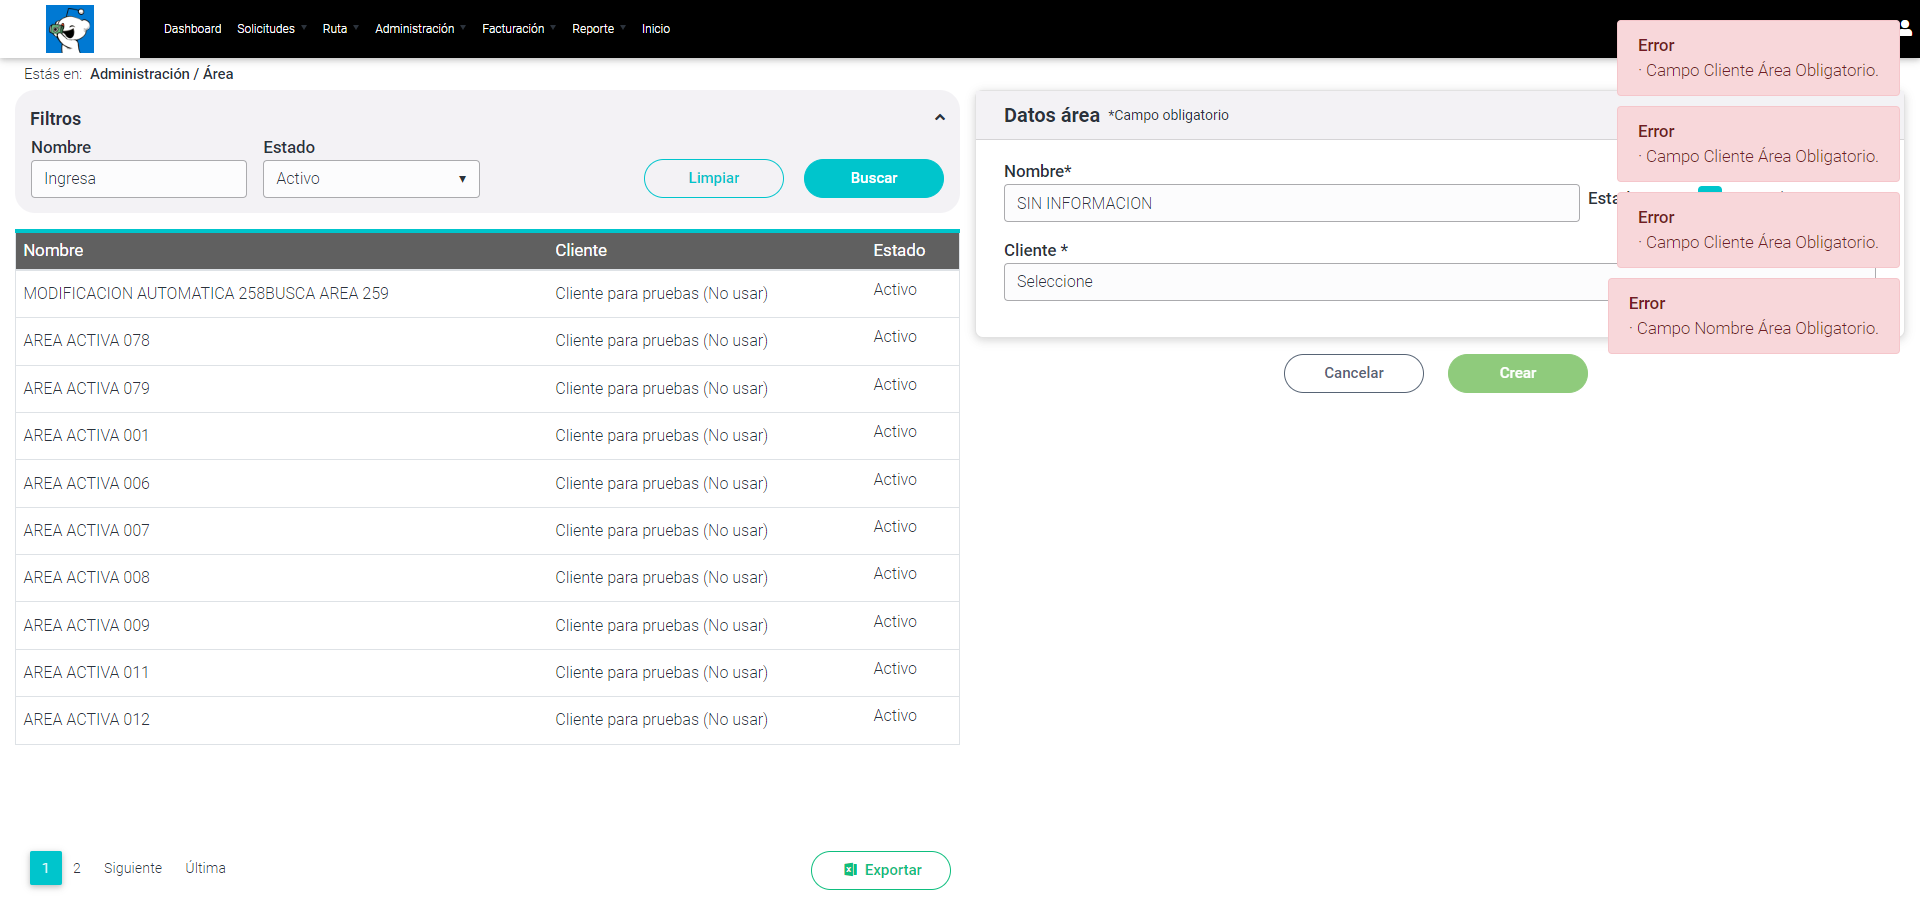 Dashboard Solicitudes Ruta Administración Facturación Reporte Inicio
Estás en: Administración / Área
Filtros
Nombre Estado
Ingresa Activo Limpiar Buscar
Nombre Cliente Estado
MODIFICACION AUTOMATICA 258BUSCA AREA 259 Cliente para pruebas (No usar) Activo
AREA ACTIVA 078 Cliente para pruebas (No usar) Activo
AREA ACTIVA 079 Cliente para pruebas (No usar) Activo
AREA ACTIVA 001 Cliente para pruebas (No usar) Activo
AREA ACTIVA 006 Cliente para pruebas (No usar) Activo
AREA ACTIVA 007 Cliente para pruebas (No usar) Activo
AREA ACTIVA 008 Cliente para pruebas (No usar) Activo
AREA ACTIVA 009 Cliente para pruebas (No usar) Activo
AREA ACTIVA 011 Cliente para pruebas (No usar) Activo
AREA ACTIVA 012 Cliente para pruebas (No usar) Activo
1 2 Siguiente Última Exportar
Datos área *Campo obligatorio
Nombre*
SIN INFORMACION
Cliente *
Seleccione
Cancelar Crear
Error
· Campo Cliente Área Obligatorio.
Error
· Campo Cliente Área Obligatorio.
Error
· Campo Cliente Área Obligatorio.
Error
· Campo Nombre Área Obligatorio.